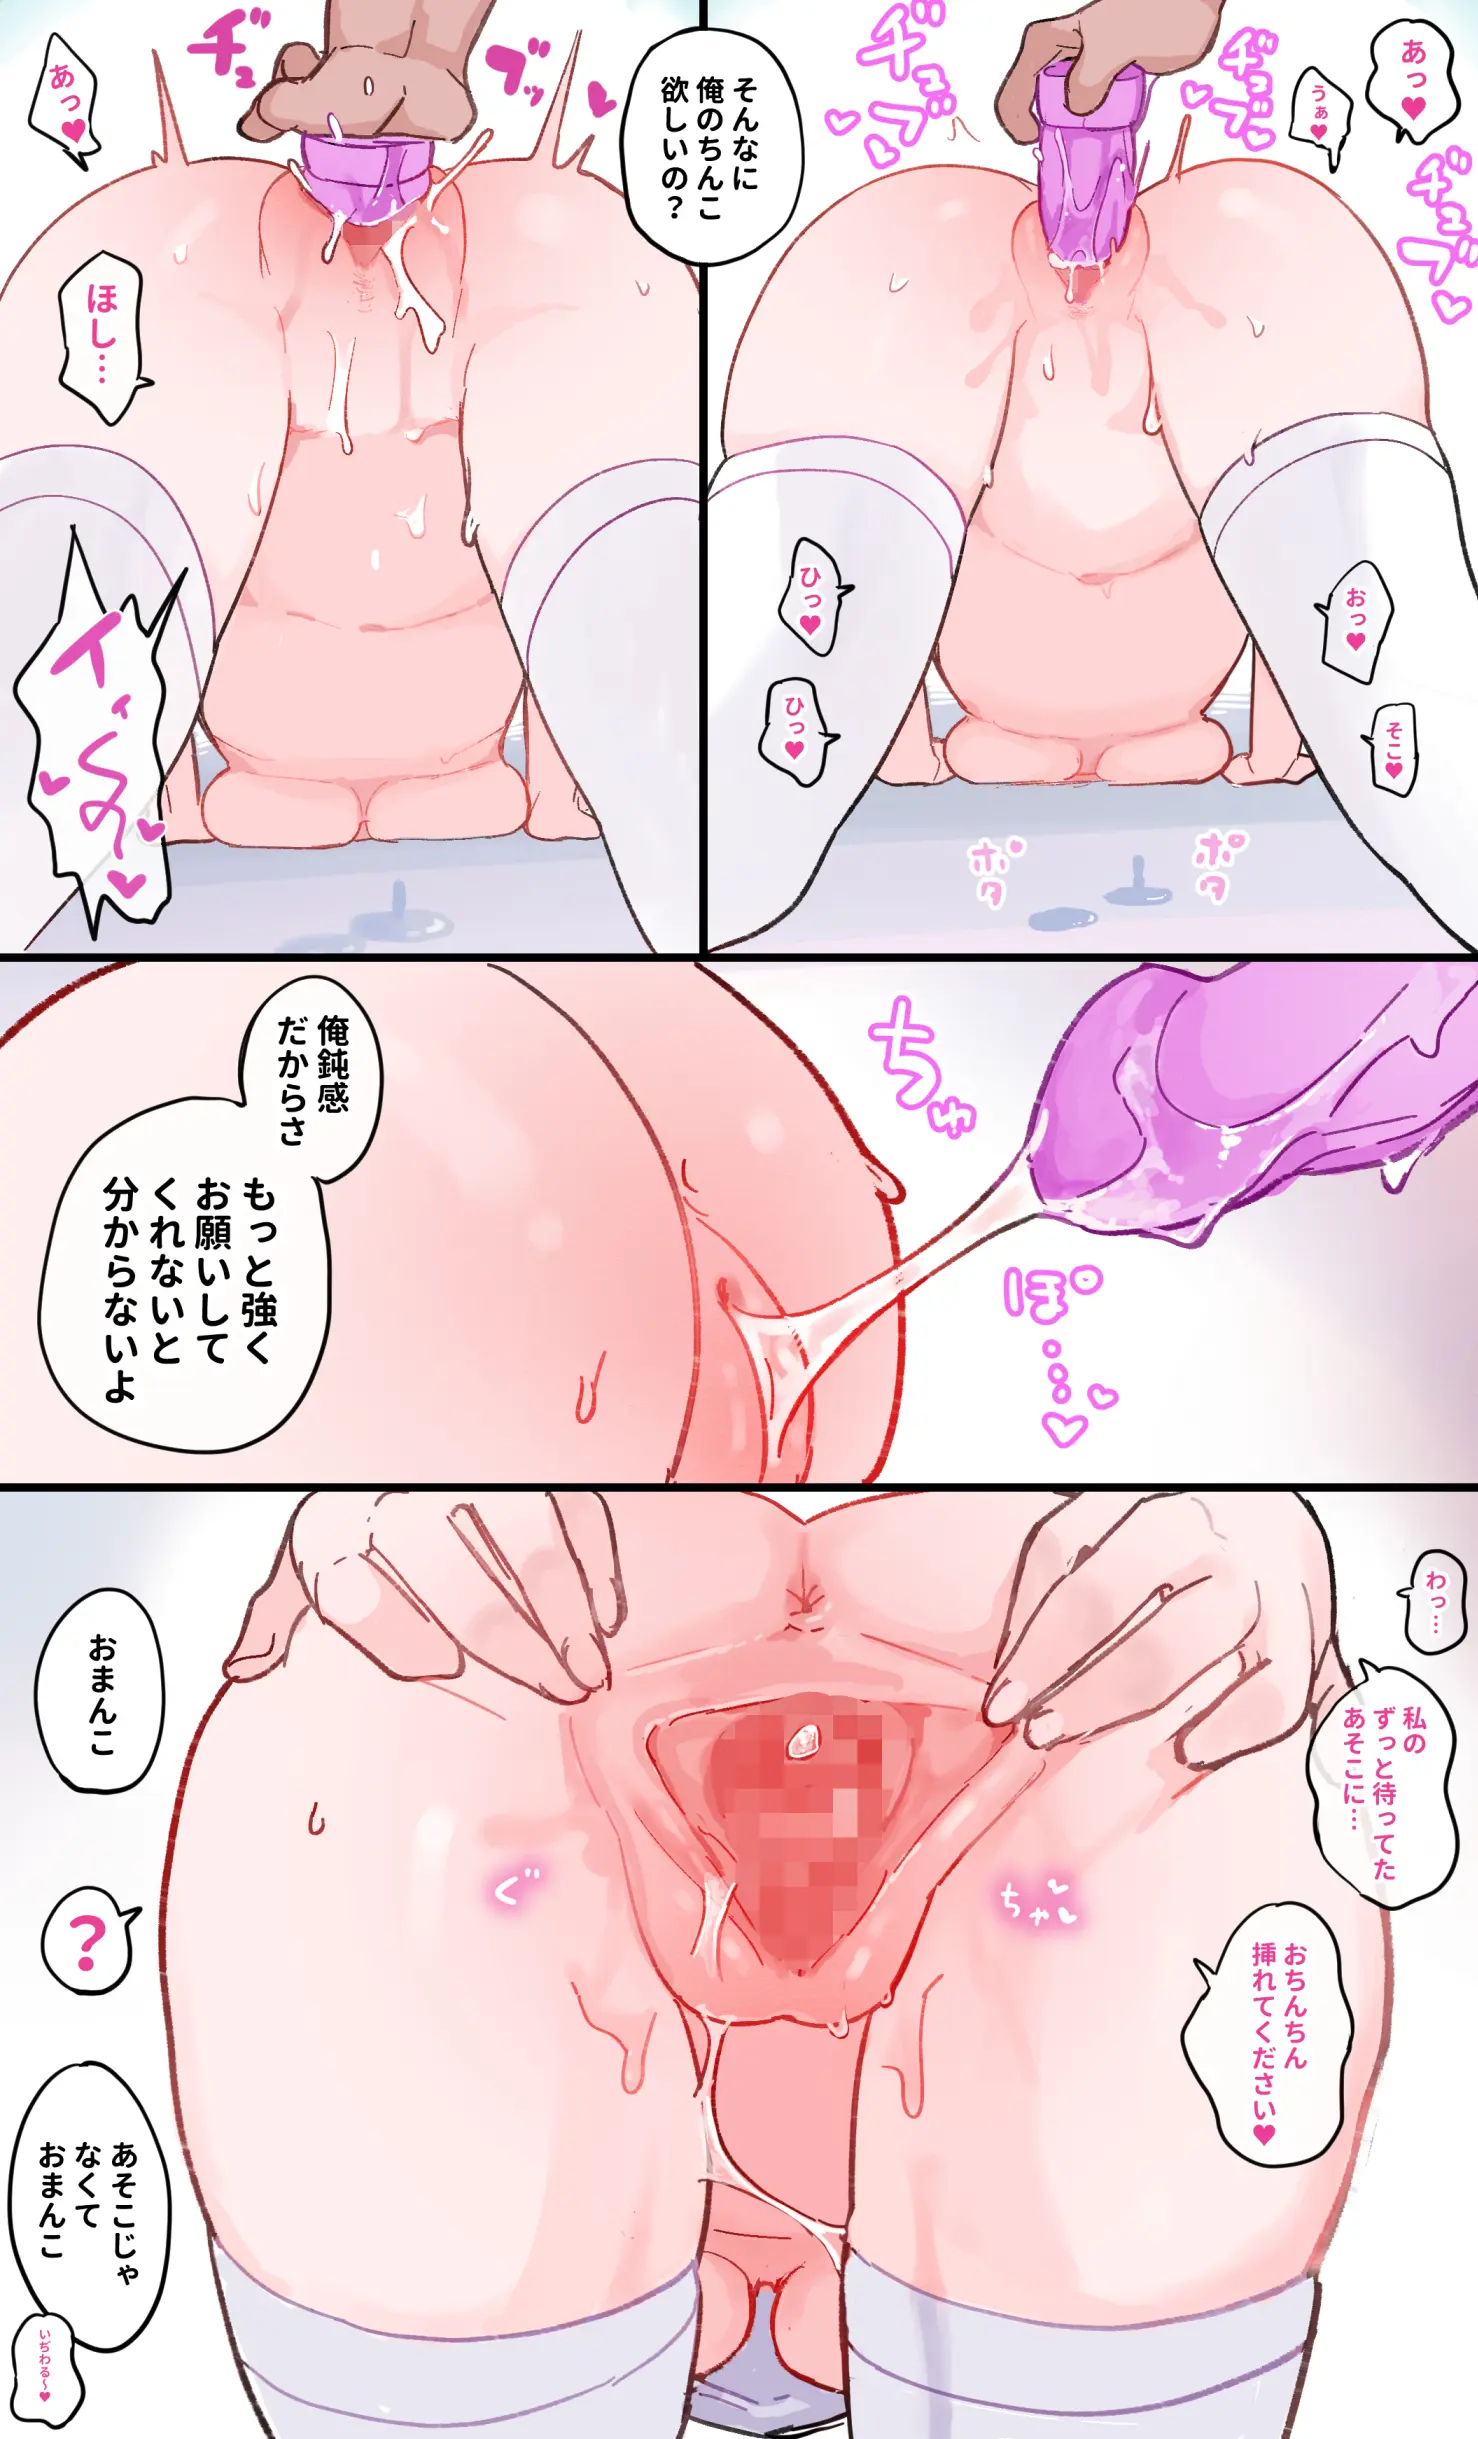 あっ♥
うぁ♥
ヂュブ
ヂュブ
ヂュブ
そんなに
俺のちんこ
欲しいの？
ひっ♥
ひっ♥
おっ♥
そこ♥
ポタ
ポタ
ブッ
ヂュ
あっ♥
ほし…
イぃくの～
ちゅ
ぽ…
俺鈍感
だからさ
もっと強く
お願いして
くれないと
分からないよ
わっ…
私の
ずっと待ってた
あそこに…
おちんちん
挿れてください♥
ぐ
ちゃ
おまんこ
？
あそこじゃ
なくて
おまんこ
いぢわる～♥